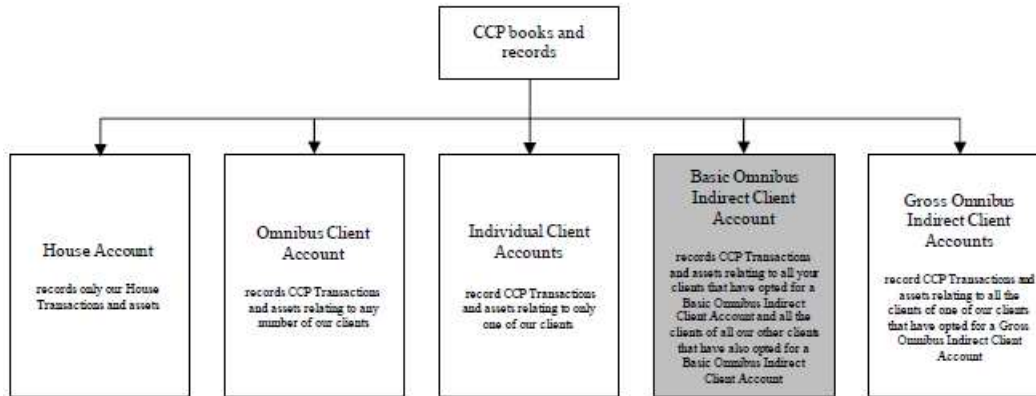 CCP books and
records
House Account
records only our House
Transactions and assets
Omnibus Client
Account
records CCP Transactions
and assets relating to any
number of our clients
Individual Client
Accounts
record CCP Transactions
and assets relating to only
one of our clients
Basic Omnibus
Indirect Client
Account
records CCP Transactions
and assets relating to all your
clients that have opted for a
Basic Omnibus Indirect
Client Account and all the
clients of all our other clients
that have also opted for a
Basic Omnibus Indirect
Client Account
Gross Omnibus
Indirect Client
Accounts
record CCP Transactions and
assets relating to all the
clients of one of our clients
that have opted for a Gross
Omnibus Indirect Client
Account